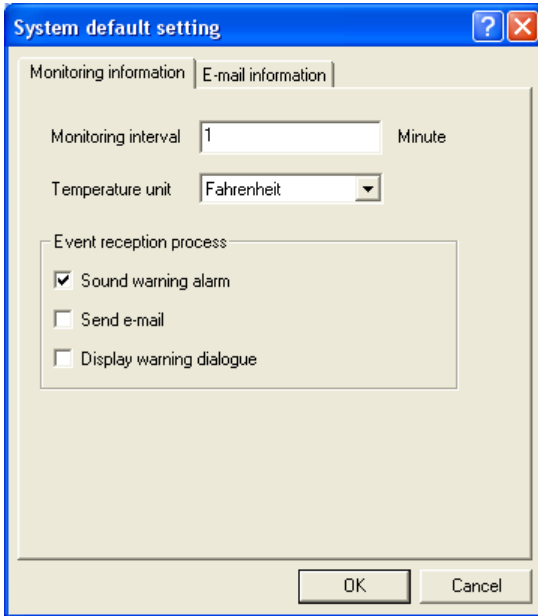 System default setting
Monitoring information E-mail information
Monitoring interval 1 Minute
Temperature unit Fahrenheit
Event reception process
Sound warning alarm
Send e-mail
Display warning dialogue
OK Cancel